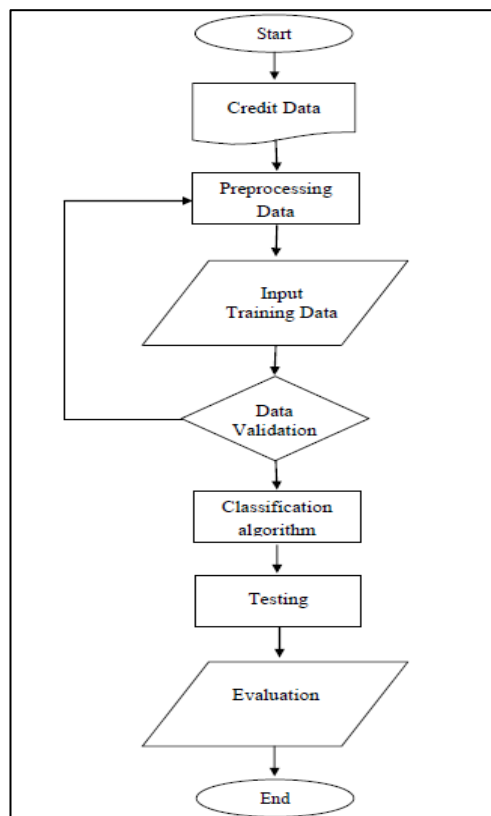 Start
Credit Data
Preprocessing
Data
Input
Training Data
Data
Validation
Classification
algorithm
Testing
Evaluation
End